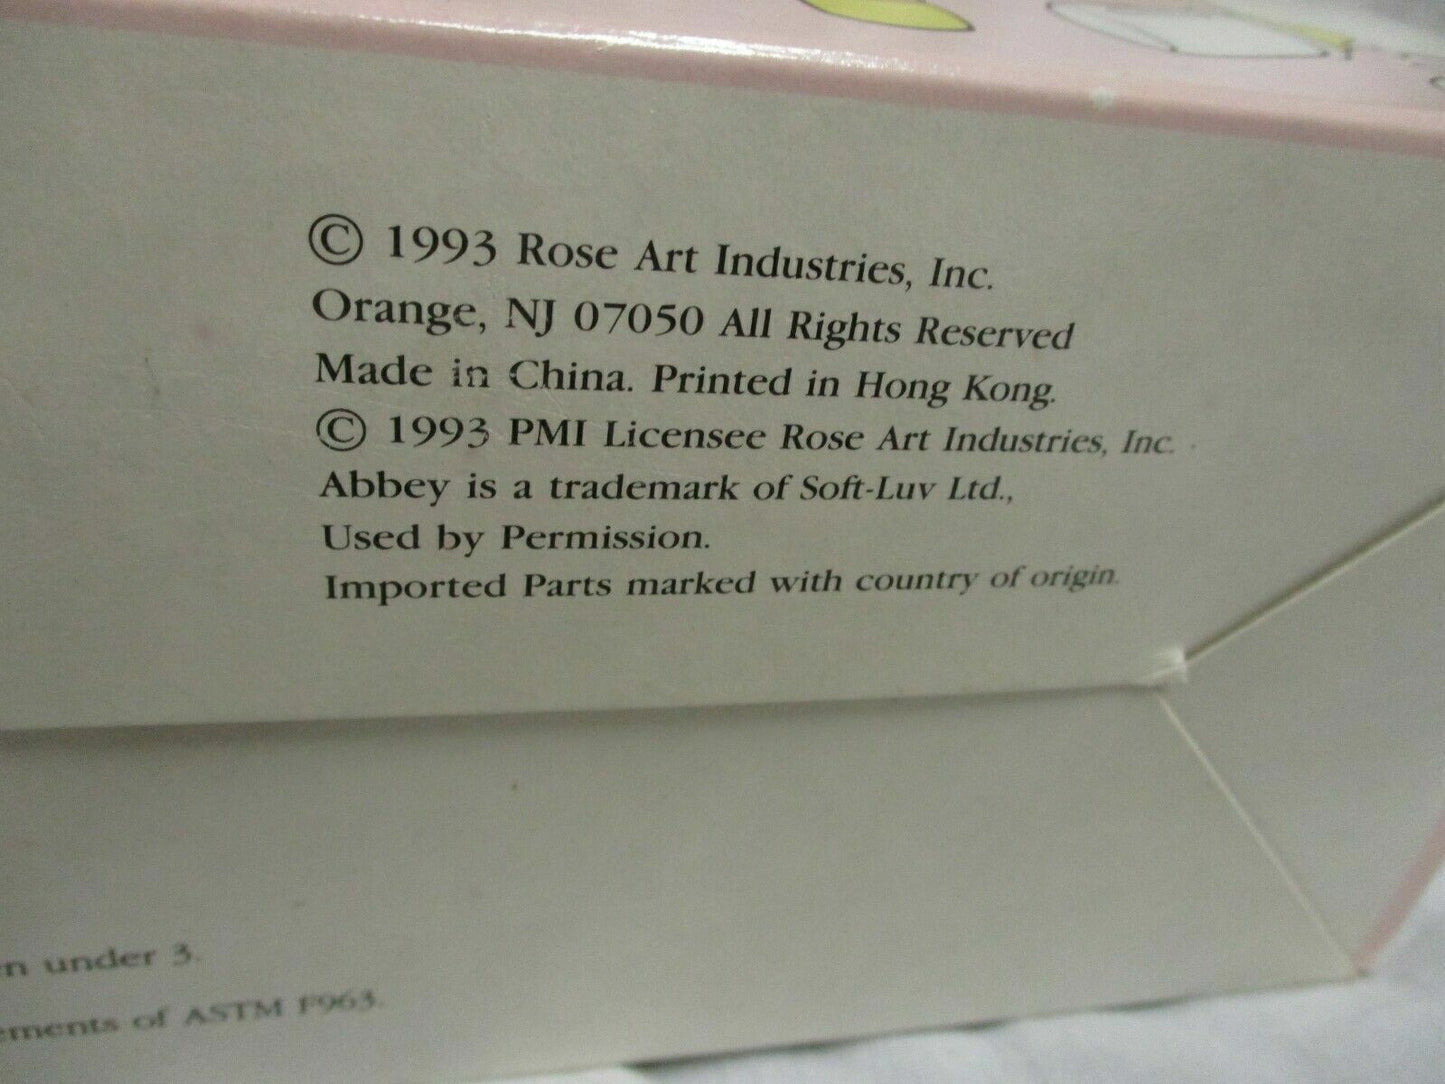 © 1993 Rose Art Industries, Inc.
Orange, NJ 07050 All Rights Reserved
Made in China. Printed in Hong Kong.
© 1993 PMI Licensee Rose Art Industries, Inc.
Abbey is a trademark of Soft-Luv Ltd.,
Used by Permission.
Imported Parts marked with country of origin.
under 3.
of ASTM F963.